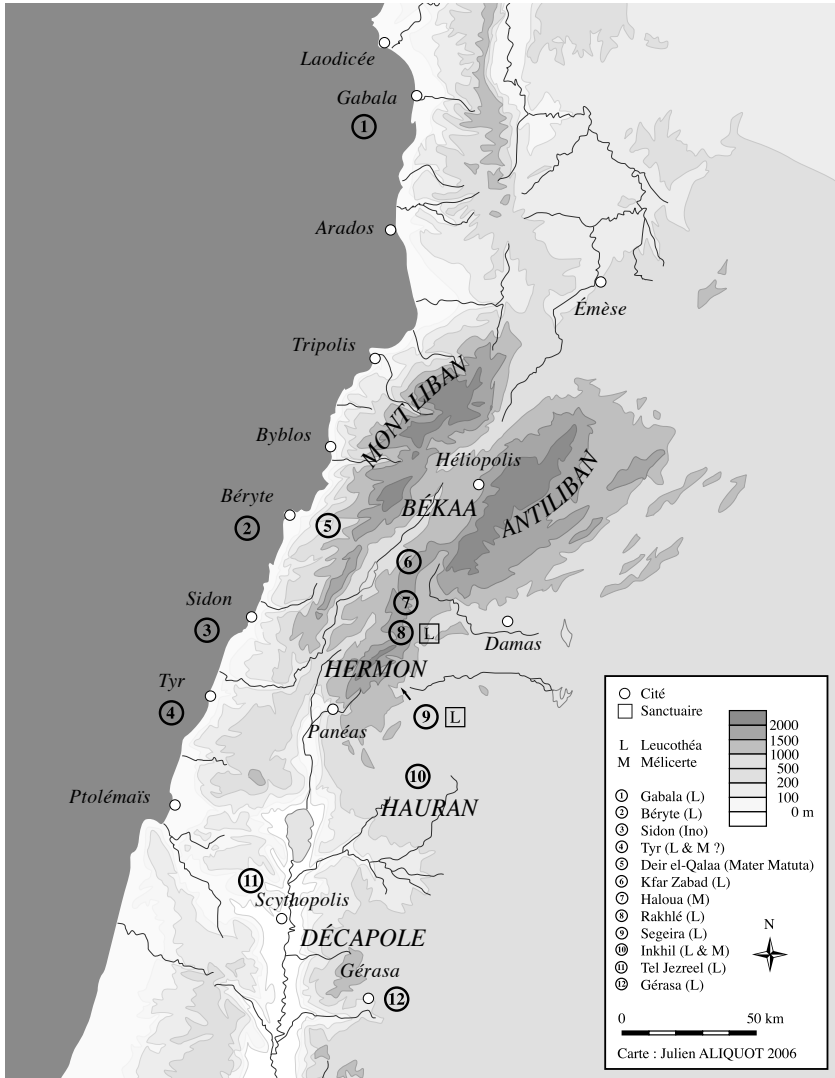 Laodicée
Gabala
1
Arados
Émèse
Tripolis
MONT LIBAN
Byblos
Héliopolis
Béryte
BÉKAA
ANTILIBAN
2
5
6
Sidon
7
3
8 L
Damas
HERMON
Tyr
4
9 L
Panéas
10
Ptolémaïs
HAURAN
11
Scythopolis
DÉCAPOLE
Gérasa
12
Cité
Sanctuaire
L Leucothéa
M Mélicerte
2000
1500
1000
500
200
100
0 m
1 Gabala (L)
2 Béryte (L)
3 Sidon (Ino)
4 Tyr (L & M ?)
5 Deir el-Qalaa (Mater Matuta)
6 Kfar Zabad (L)
7 Haloua (M)
8 Rakhlé (L)
9 Segeira (L)
10 Inkhil (L & M)
11 Tel Jezreel (L)
12 Gérasa (L)
N
0 50 km
Carte : Julien ALIQUOT 2006